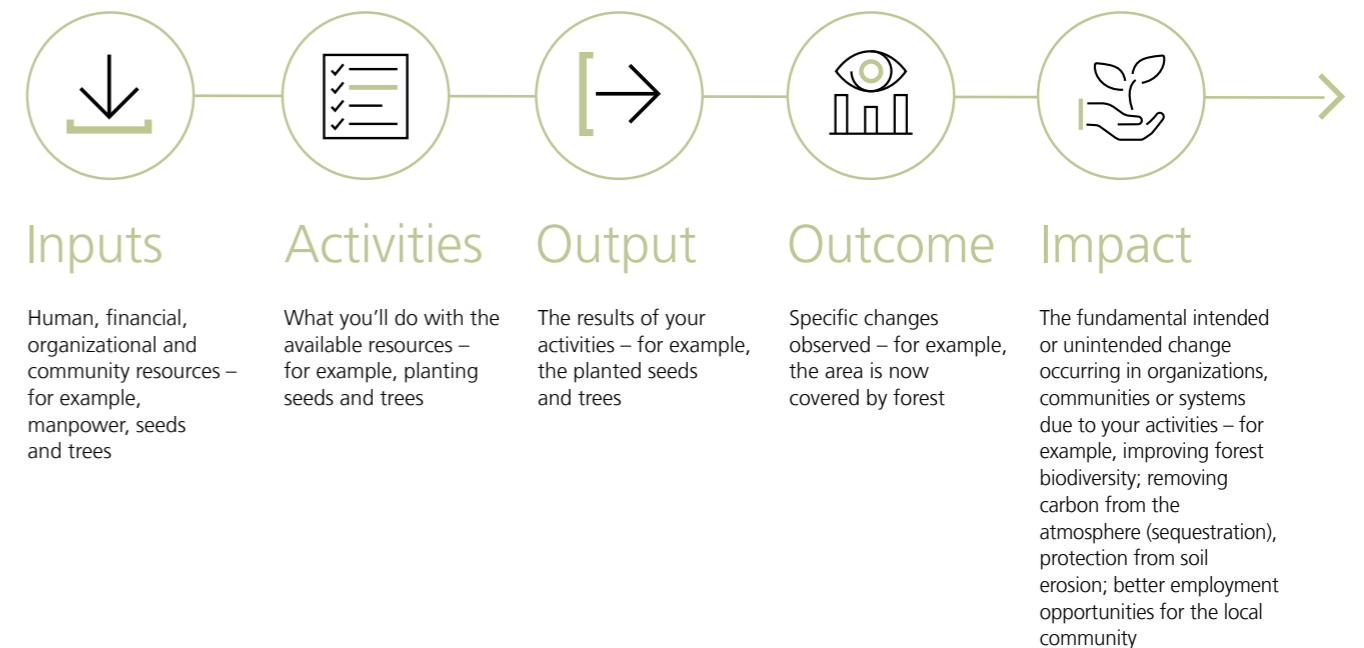 Inputs
Human, financial,
organizational and
community resources –
for example,
manpower, seeds
and trees
Activities
What you’ll do with the
available resources –
for example, planting
seeds and trees
Output
The results of your
activities – for example,
the planted seeds
and trees
Outcome
Specific changes
observed – for example,
the area is now
covered by forest
Impact
The fundamental intended
or unintended change
occurring in organizations,
communities or systems
due to your activities – for
example, improving forest
biodiversity; removing
carbon from the
atmosphere (sequestration),
protection from soil
erosion; better employment
opportunities for the local
community